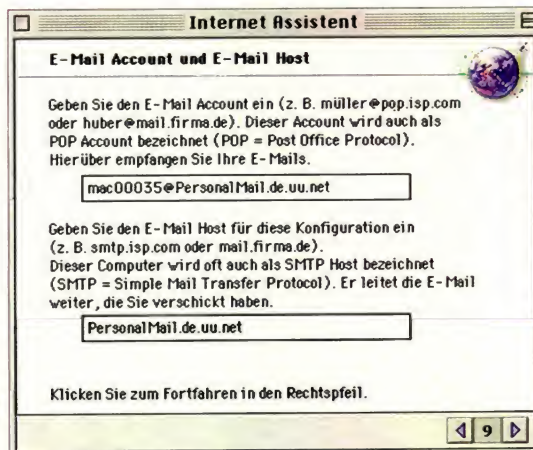 Internet Assistent
E-Mail Account und E-Mail Host
Geben Sie den E-Mail Account ein (z. B. müller@pop.isp.com
oder huber@mail.firma.de). Dieser Account wird auch als
POP Account bezeichnet (POP = Post Office Protocol).
Hierüber empfangen Sie Ihre E-Mails.
mac00035@PersonalMail.de.uu.net
Geben Sie den E-Mail Host für diese Konfiguration ein
(z. B. smtp.isp.com oder mail.firma.de).
Dieser Computer wird oft auch als SMTP Host bezeichnet
(SMTP = Simple Mail Transfer Protocol). Er leitet die E-Mail
weiter, die Sie verschickt haben.
PersonalMail.de.uu.net
Klicken Sie zum Fortfahren in den Rechtspfeil.
9